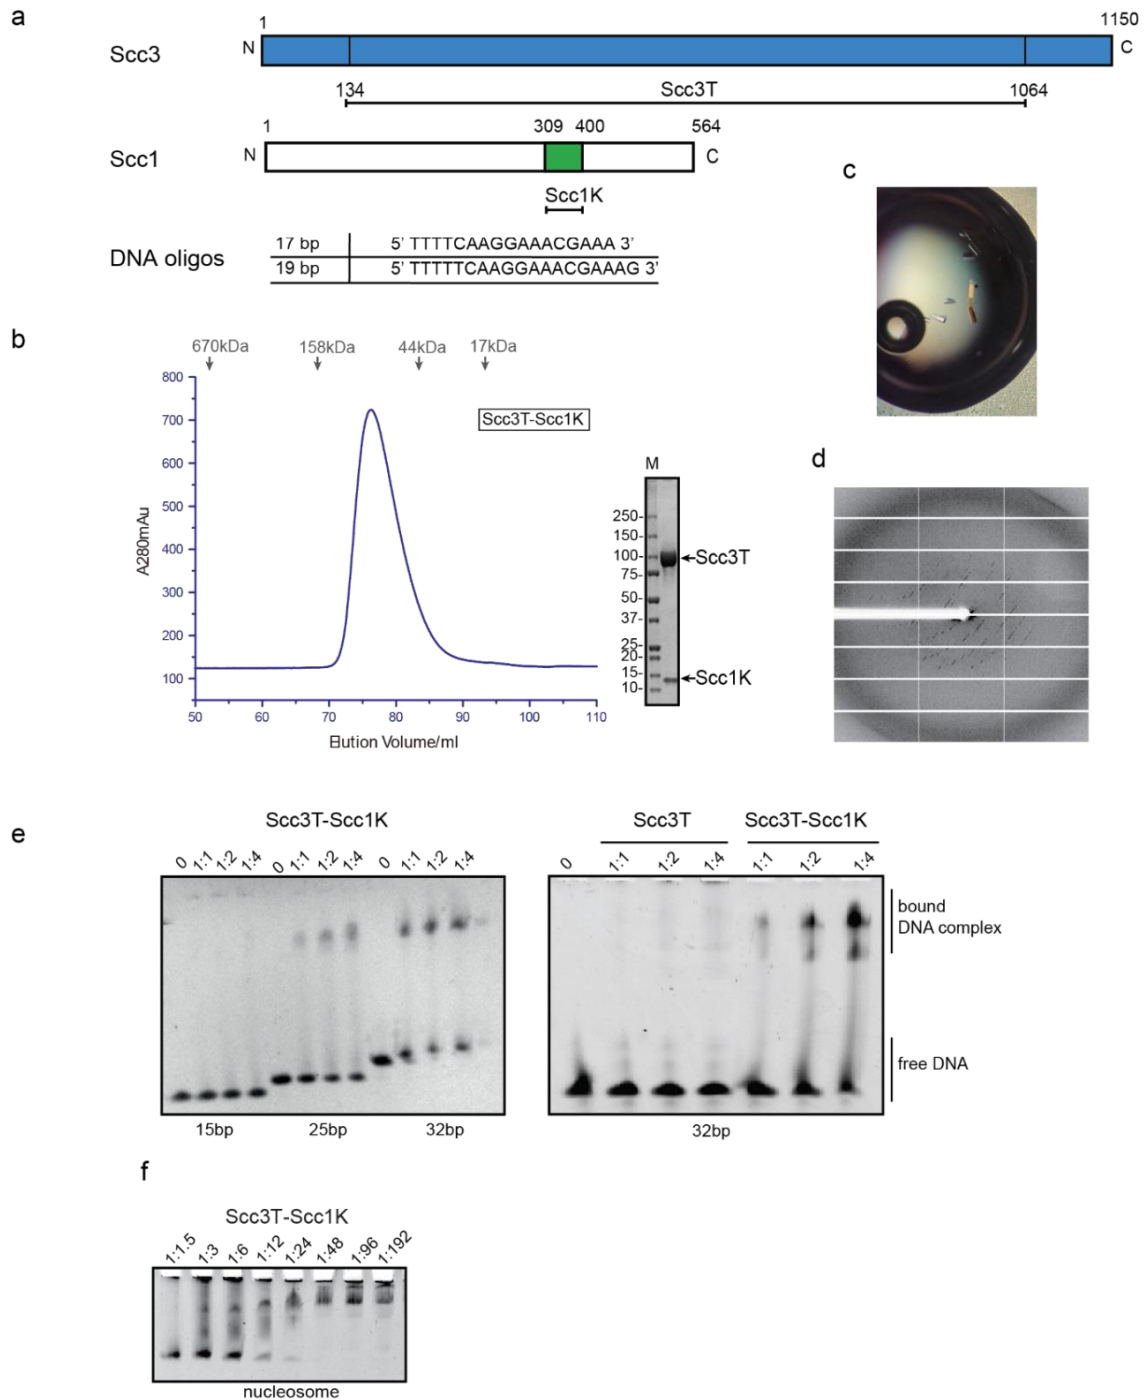 a
1 1150
Scc3 N C
134 Scc3T 1064
1 309 400 564
Scc1 N C
Scc1K
DNA oligos
17 bp 5' TTTTCAAGGAAACGAAA 3'
19 bp 5' TTTTTCAAGGAAACGAAAG 3'
b
670kDa 158kDa 44kDa 17kDa
800
700
600
500
400
300
200
100
A280mAu
50 60 70 80 90 100 110
Elution Volume/ml
Scc3T-Scc1K
M
250-
150-
100-
75-
50-
37-
25-
20-
15-
10-
Scc3T
Scc1K
c
d
e
Scc3T-Scc1K
0 1:1 1:2 1:4 0 1:1 1:2 1:4 0 1:1 1:2 1:4
15bp 25bp 32bp
Scc3T Scc3T-Scc1K
0 1:1 1:2 1:4 1:1 1:2 1:4
bound
DNA complex
free DNA
32bp
f
Scc3T-Scc1K
1:1.5 1:3 1:6 1:12 1:24 1:48 1:96 1:192
nucleosome